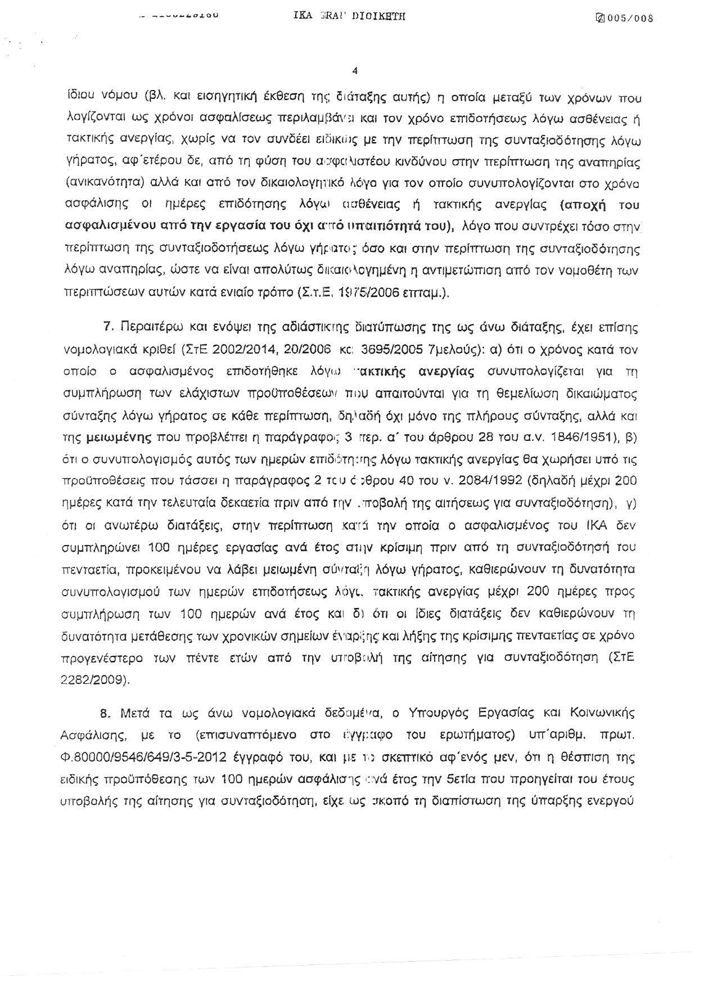 ΙΚΑ ΓΡΑΦ ΔΙΟΙΚΗΤΗ 005/008
4
ίδιου νόμου (βλ. και εισηγητική έκθεση της διάταξης αυτής) η οποία μεταξύ των χρόνων που
λογίζονται ως χρόνοι ασφαλίσεως περιλαμβάνει και τον χρόνο επιδοτήσεως λόγω ασθένειας ή
τακτικής ανεργίας, χωρίς να τον συνδέει ειδικώς με την περίπτωση της συνταξιοδότησης λόγω
γήρατος, αφ΄ετέρου δε, από τη φύση του ασφαλιστέου κινδύνου στην περίπτωση της αναπηρίας
(ανικανότητα) αλλά και από τον δικαιολογητικό λόγο για τον οποίο συνυπολογίζονται στο χρόνο
ασφάλισης οι ημέρες επιδότησης λόγω ασθένειας ή τακτικής ανεργίας (αποχή του
ασφαλισμένου από την εργασία του όχι από υπαιτιότητά του), λόγο που συντρέχει τόσο στην
περίπτωση της συνταξιοδοτήσεως λόγω γήρατος όσο και στην περίπτωση της συνταξιοδότησης
λόγω αναπηρίας, ώστε να είναι απολύτως δικαιολογημένη η αντιμετώπιση από τον νομοθέτη των
περιπτώσεων αυτών κατά ενιαίο τρόπο (Σ.τ.Ε. 1975/2006 επταμ.).
7. Περαιτέρω και ενόψει της αδιάστικτης διατύπωσης της ως άνω διάταξης, έχει επίσης
νομολογιακά κριθεί (ΣτΕ 2002/2014, 20/2006 και 3695/2005 7μελούς): α) ότι ο χρόνος κατά τον
οποίο ο ασφαλισμένος επιδοτήθηκε λόγω τακτικής ανεργίας συνυπολογίζεται για τη
συμπλήρωση των ελάχιστων προϋποθέσεων που απαιτούνται για τη θεμελίωση δικαιώματος
σύνταξης λόγω γήρατος σε κάθε περίπτωση, δηλαδή όχι μόνο της πλήρους σύνταξης, αλλά και
της μειωμένης που προβλέπει η παράγραφος 3 περ. α΄ του άρθρου 28 του α.ν. 1846/1951), β)
ότι ο συνυπολογισμός αυτός των ημερών επιδότησης λόγω τακτικής ανεργίας θα χωρήσει υπό τις
προϋποθέσεις που τάσσει η παράγραφος 2 του άρθρου 40 του ν. 2084/1992 (δηλαδή μέχρι 200
ημέρες κατά την τελευταία δεκαετία πριν από την υποβολή της αιτήσεως για συνταξιοδότηση), γ)
ότι οι ανωτέρω διατάξεις, στην περίπτωση κατά την οποία ο ασφαλισμένος του ΙΚΑ δεν
συμπληρώνει 100 ημέρες εργασίας ανά έτος στην κρίσιμη πριν από τη συνταξιοδότησή του
πενταετία, προκειμένου να λάβει μειωμένη σύνταξη λόγω γήρατος, καθιερώνουν τη δυνατότητα
συνυπολογισμού των ημερών επιδοτήσεως λόγω τακτικής ανεργίας μέχρι 200 ημέρες προς
συμπλήρωση των 100 ημερών ανά έτος και δ) ότι οι ίδιες διατάξεις δεν καθιερώνουν τη
δυνατότητα μετάθεσης των χρονικών σημείων έναρξης και λήξης της κρίσιμης πενταετίας σε χρόνο
προγενέστερο των πέντε ετών από την υποβολή της αίτησης για συνταξιοδότηση (ΣτΕ
2282/2009).
8. Μετά τα ως άνω νομολογιακά δεδομένα, ο Υπουργός Εργασίας και Κοινωνικής
Ασφάλισης, με το (επισυναπτόμενο στο έγγραφο του ερωτήματος) υπ΄αριθμ. πρωτ.
Φ.80000/9546/649/3-5-2012 έγγραφό του, και με το σκεπτικό αφ΄ενός μεν, ότι η θέσπιση της
ειδικής προϋπόθεσης των 100 ημερών ασφάλισης ανά έτος την 5ετία που προηγείται του έτους
υποβολής της αίτησης για συνταξιοδότηση, είχε ως σκοπό τη διαπίστωση της ύπαρξης ενεργού